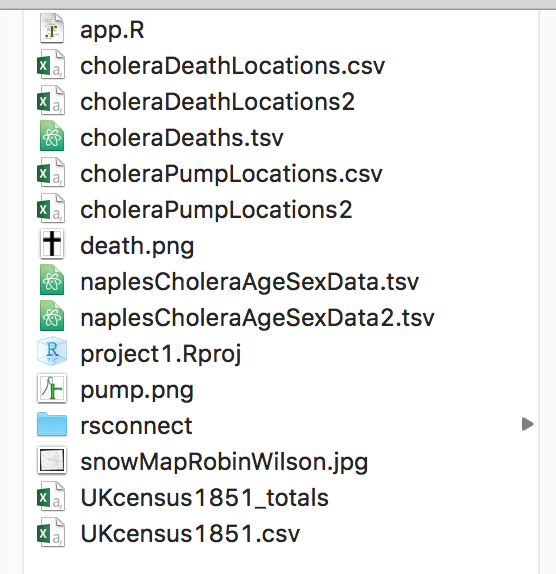 app.R
choleraDeathLocations.csv
choleraDeathLocations2
choleraDeaths.tsv
choleraPumpLocations.csv
choleraPumpLocations2
death.png
naplesCholeraAgeSexData.tsv
naplesCholeraAgeSexData2.tsv
project1.Rproj
pump.png
rsconnect
snowMapRobinWilson.jpg
UKcensus1851_totals
UKcensus1851.csv